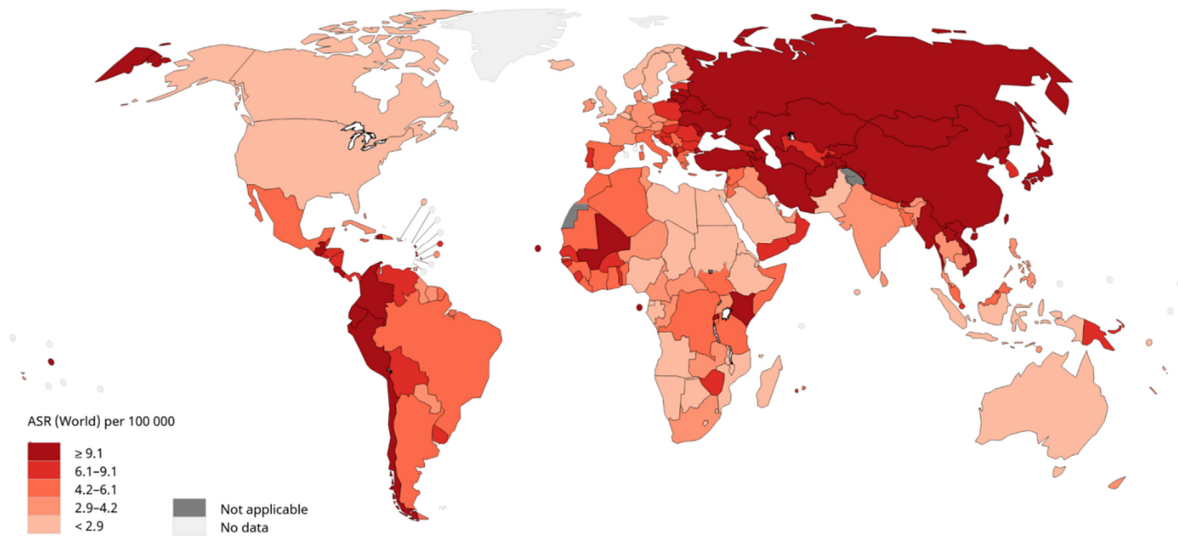 ASR (World) per 100 000
≥ 9.1
6.1–9.1
4.2–6.1
2.9–4.2
< 2.9
Not applicable
No data